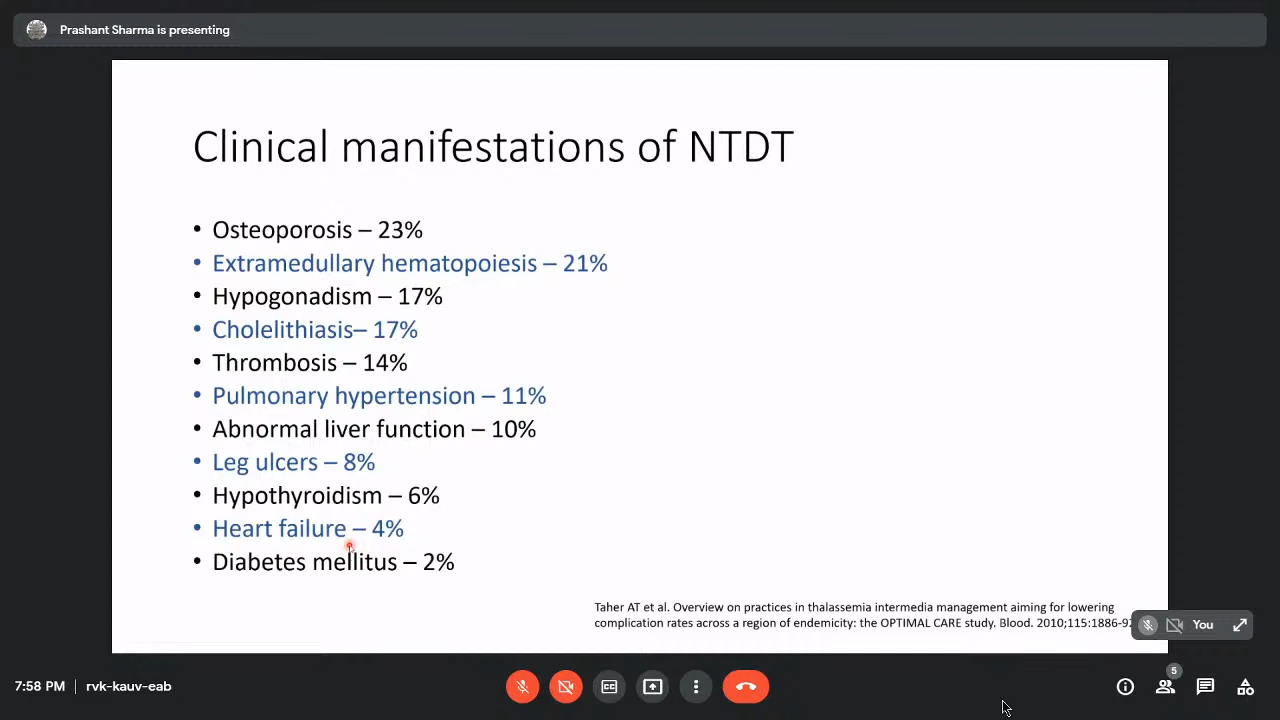 Prashant Sharma is presenting
Clinical manifestations of NTDT
• Osteoporosis – 23%
• Extramedullary hematopoiesis – 21%
• Hypogonadism – 17%
• Cholelithiasis– 17%
• Thrombosis – 14%
• Pulmonary hypertension – 11%
• Abnormal liver function – 10%
• Leg ulcers – 8%
• Hypothyroidism – 6%
• Heart failure – 4%
• Diabetes mellitus – 2%
Taher AT et al. Overview on practices in thalassemia intermedia management aiming for lowering
complication rates across a region of endemicity: the OPTIMAL CARE study. Blood. 2010;115:1886-92
You
7:58 PM | rvk-kauv-eab
CC
5